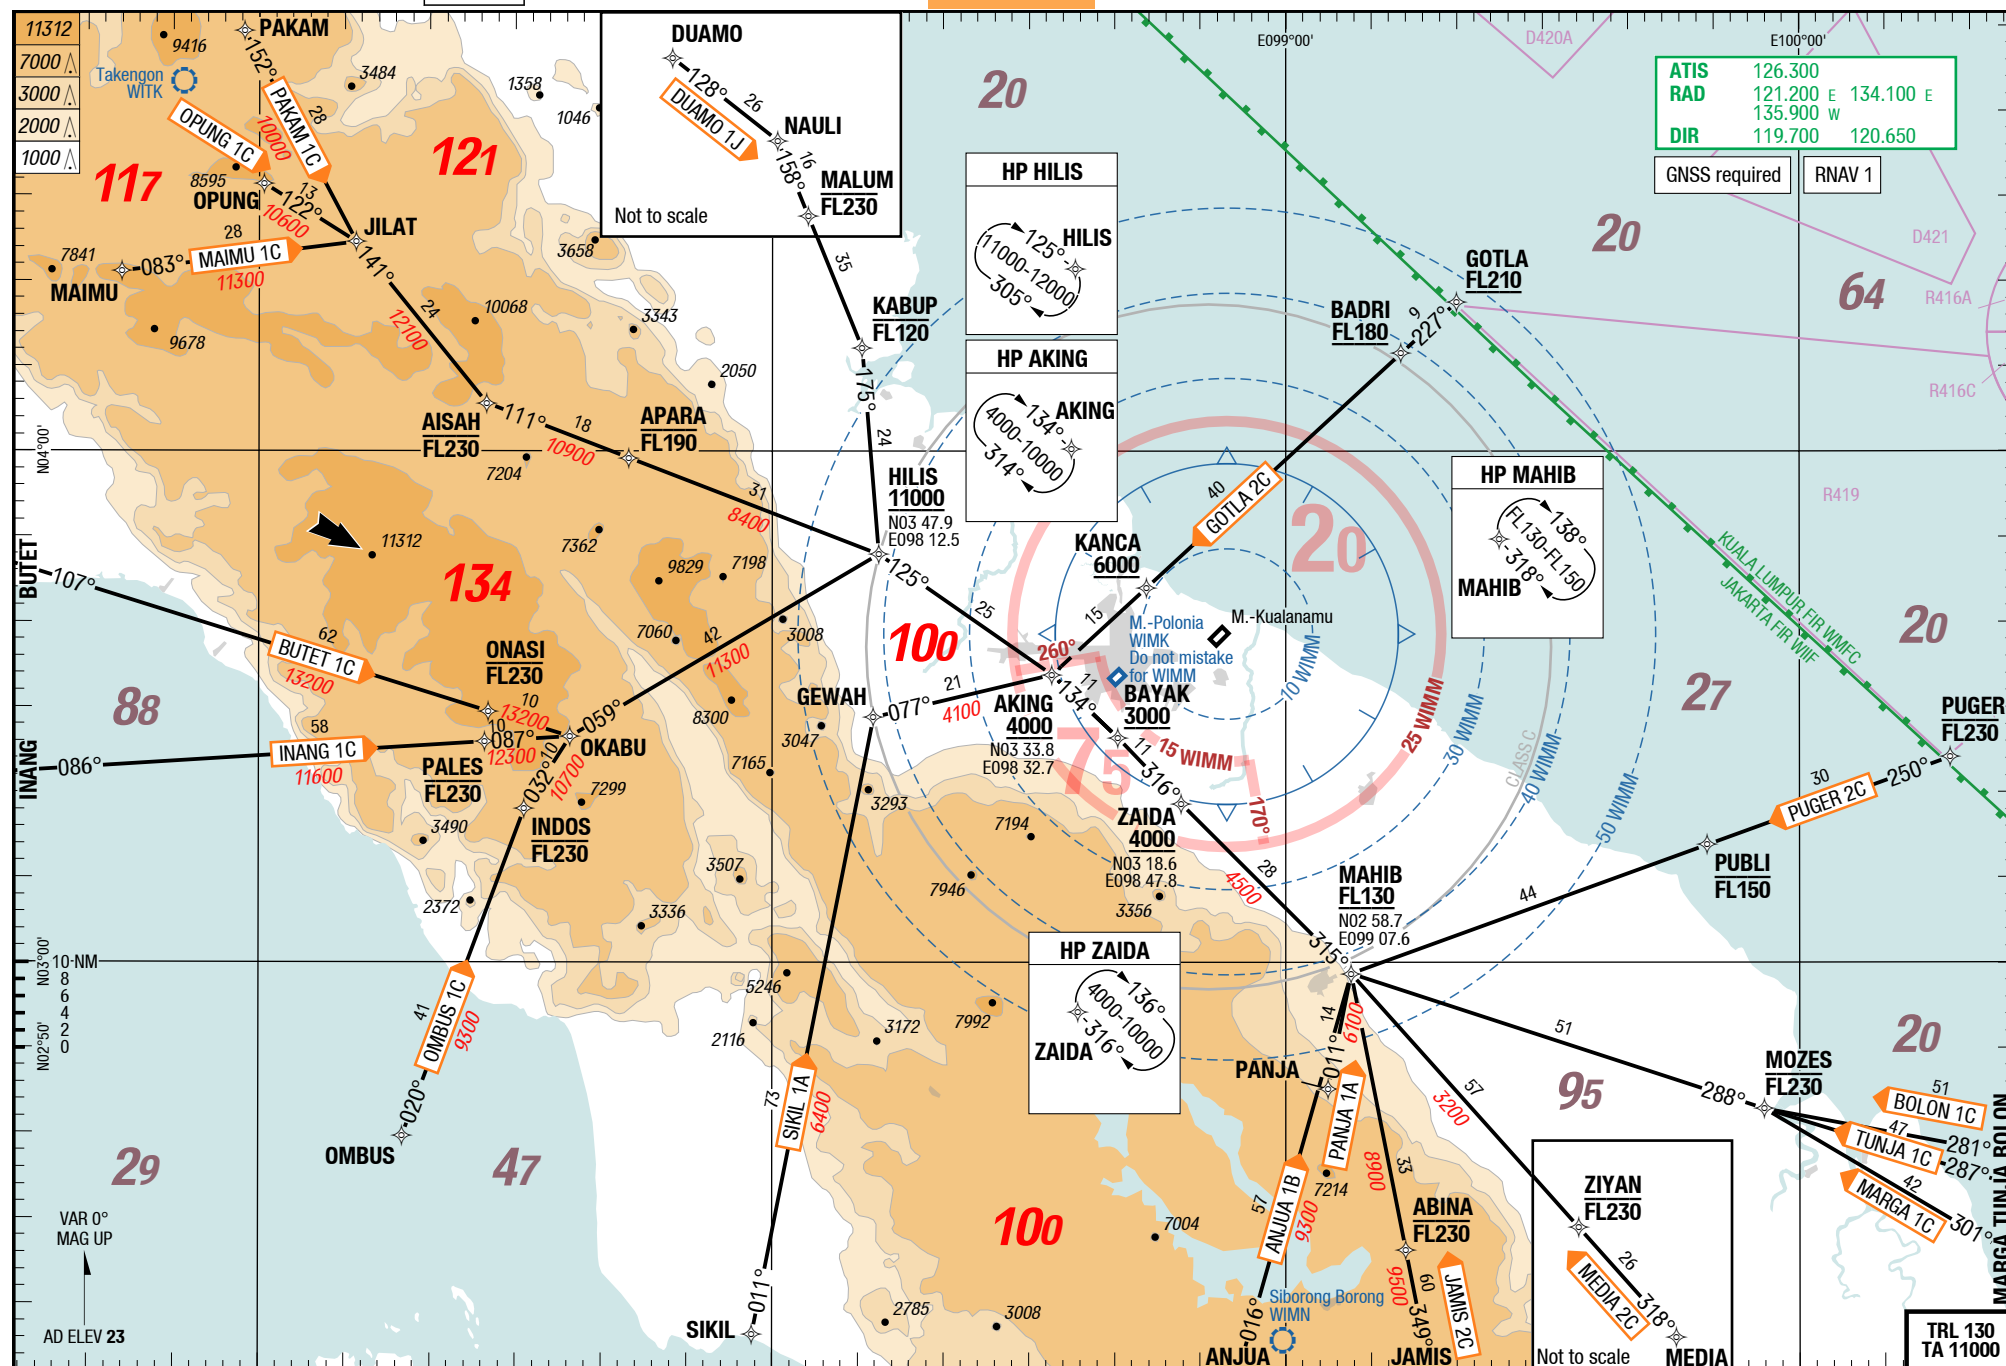 11312
7000
3000
2000
1000
9416
Takengon
WITK
PAKAM
152°
28
PAKAM 1C
10000
OPUNG 1C
8595
OPUNG
13
122°
10600
117
121
3484
1358
1046
JILAT
28
7841
083°
MAIMU 1C
11300
MAIMU
9678
141°
24
12100
10068
3658
3343
2050
AISAH
FL230
111°
18
10900
APARA
FL190
7204
31
8400
DUAMO
128°
26
DUAMO 1J
NAULI
16
158°
MALUM
FL230
Not to scale
35
KABUP
FL120
175°
24
HILIS
11000
N03 47.9
E098 12.5
20
E099°00'
E100°00'
D420A
ATIS 126.300
RAD 121.200 E 134.100 E
135.900 W
DIR 119.700 120.650
GNSS required
RNAV 1
20
D421
64
R416A
R416C
R419
HP HILIS
125°
HILIS
11000-12000
305°
HP AKING
134°
AKING
4000-10000
314°
GOTLA
FL210
BADRI
FL180
9
227°
40
GOTLA 2C
HP MAHIB
138°
FL130-FL150
318°
MAHIB
20
KANCA
6000
15
M.-Polonia
WIMK
Do not mistake
for WIMM
M.-Kualanamu
KUALA LUMPUR FIR WMFC
JAKARTA FIR WIIF
20
N04°00'
11312
134
7362
9829
7198
7060
3008
BUTET
107°
62
BUTET 1C
13200
ONASI
FL230
10
13200
42
11300
059°
88
INANG
086°
58
INANG 1C
11600
10
087°
12300
OKABU
PALES
FL230
10
032°
10700
7299
INDOS
FL230
8300
3047
7165
3293
3490
3507
2372
3336
100
125°
25
260°
GEWAH
077°
21
4100
AKING
4000
N03 33.8
E098 32.7
11
134°
BAYAK
3000
75
15 WIMM
11
316°
170°
10 WIMM
25 WIMM
30 WIMM
CLASS C
40 WIMM
50 WIMM
27
PUGER
FL230
30
PUGER 2C
250°
PUBLI
FL150
44
ZAIDA
4000
N03 18.6
E098 47.8
7194
7946
3356
28
4500
MAHIB
FL130
N02 58.7
E099 07.6
315°
N03°00'
10 NM
8
6
4
2
0
N02°50'
41
OMBUS 1C
9300
020°
OMBUS
29
47
VAR 0°
MAG UP
AD ELEV 23
5246
2116
3172
7992
73
SIKIL 1A
6400
011°
SIKIL
2785
3008
100
HP ZAIDA
136°
4000-10000
316°
ZAIDA
14
6100
011°
PANJA
PANJA 1A
7214
7004
57
ANJUA 1B
9300
016°
ANJUA
Siborong Borong
WIMN
8900
33
ABINA
FL230
60
9500
349°
JAMIS 2C
JAMIS
57
3200
95
51
288°
MOZES
FL230
20
51
BOLON 1C
47
281°
TUNJA 1C
287°
42
MARGA 1C
301°
MARGA TUNJA BOLON
ZIYAN
FL230
26
MEDIA 2C
318°
Not to scale
MEDIA
TRL 130
TA 11000